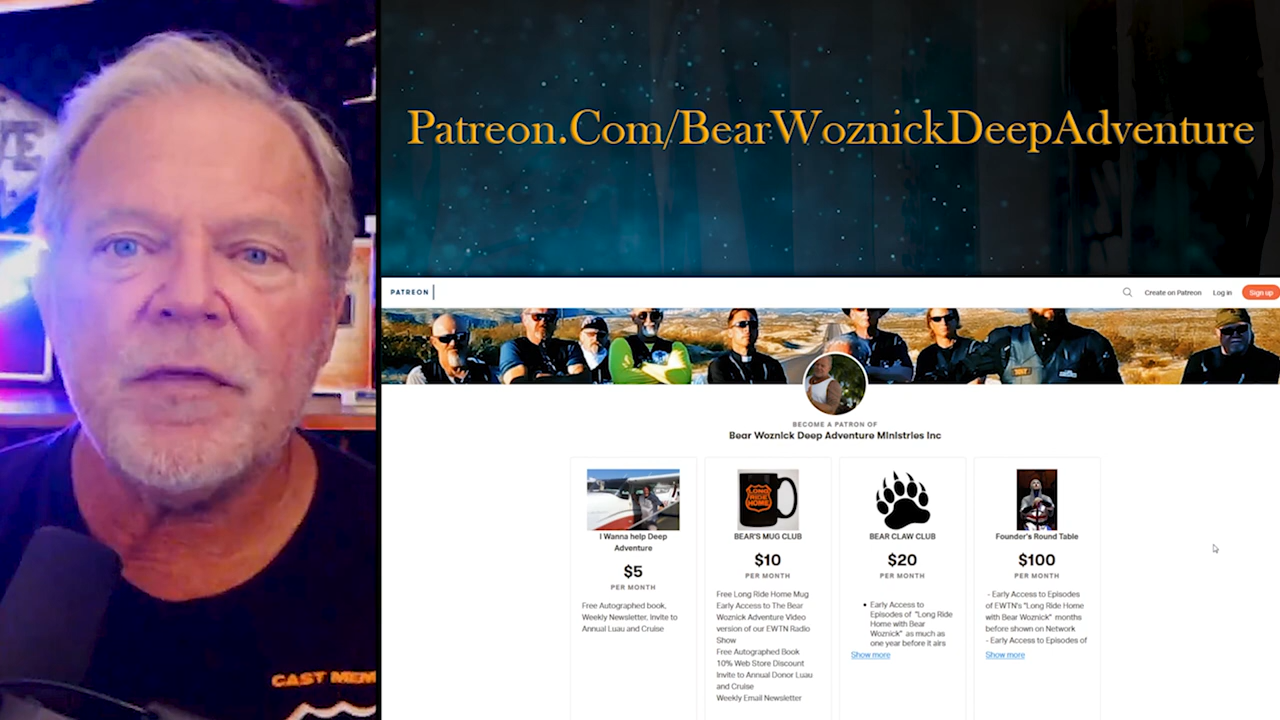 Patreon.Com/BearWoznickDeepAdventure
PATREON
Create on Patreon
Log in
Sign up
BECOME A PATRON OF
Bear Woznick Deep Adventure Ministries Inc
I Wanna help Deep
Adventure
$5
PER MONTH
Free Autographed book,
Weekly Newsletter, Invite to
Annual Luau and Cruise
LONG
RIDE
HOME
BEAR'S MUG CLUB
$10
PER MONTH
Free Long Ride Home Mug
Early Access to The Bear
Woznick Adventure Video
version of our EWTN Radio
Show
Free Autographed Book
10% Web Store Discount
Invite to Annual Donor Luau
and Cruise
Weekly Email Newsletter
BEAR CLAW CLUB
$20
PER MONTH
• Early Access to
Episodes of "Long Ride
Home with Bear
Woznick" as much as
one year before it airs
Show more
Founder's Round Table
$100
PER MONTH
- Early Access to Episodes
of EWTN's "Long Ride Home
with Bear Woznick" months
before shown on Network
- Early Access to Episodes of
Show more
CAST MEM